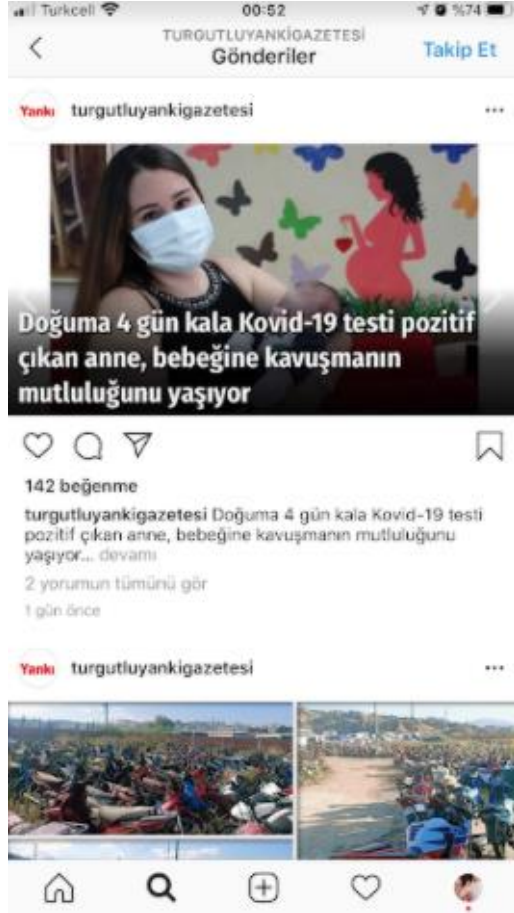 Turkcell 00:52 %74
TURGUTLUYANKİGAZETESİ
Gönderiler
Takip Et
Yankı turgutluyankigazetesi
Doğuma 4 gün kala Kovid-19 testi pozitif
çıkan anne, bebeğine kavuşmanın
mutluluğunu yaşıyor
142 beğenme
turgutluyankigazetesi Doğuma 4 gün kala Kovid-19 testi
pozitif çıkan anne, bebeğine kavuşmanın mutluluğunu
yaşıyor... devamı
2 yorumun tümünü gör
1 gün önce
Yankı turgutluyankigazetesi